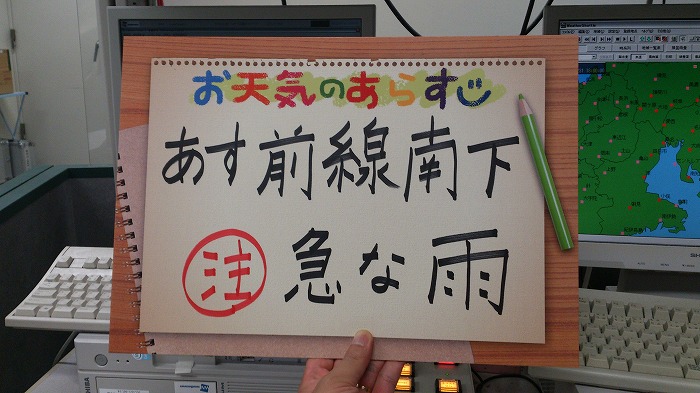 お天気のあらすじ
あす前線南下
注 急な雨